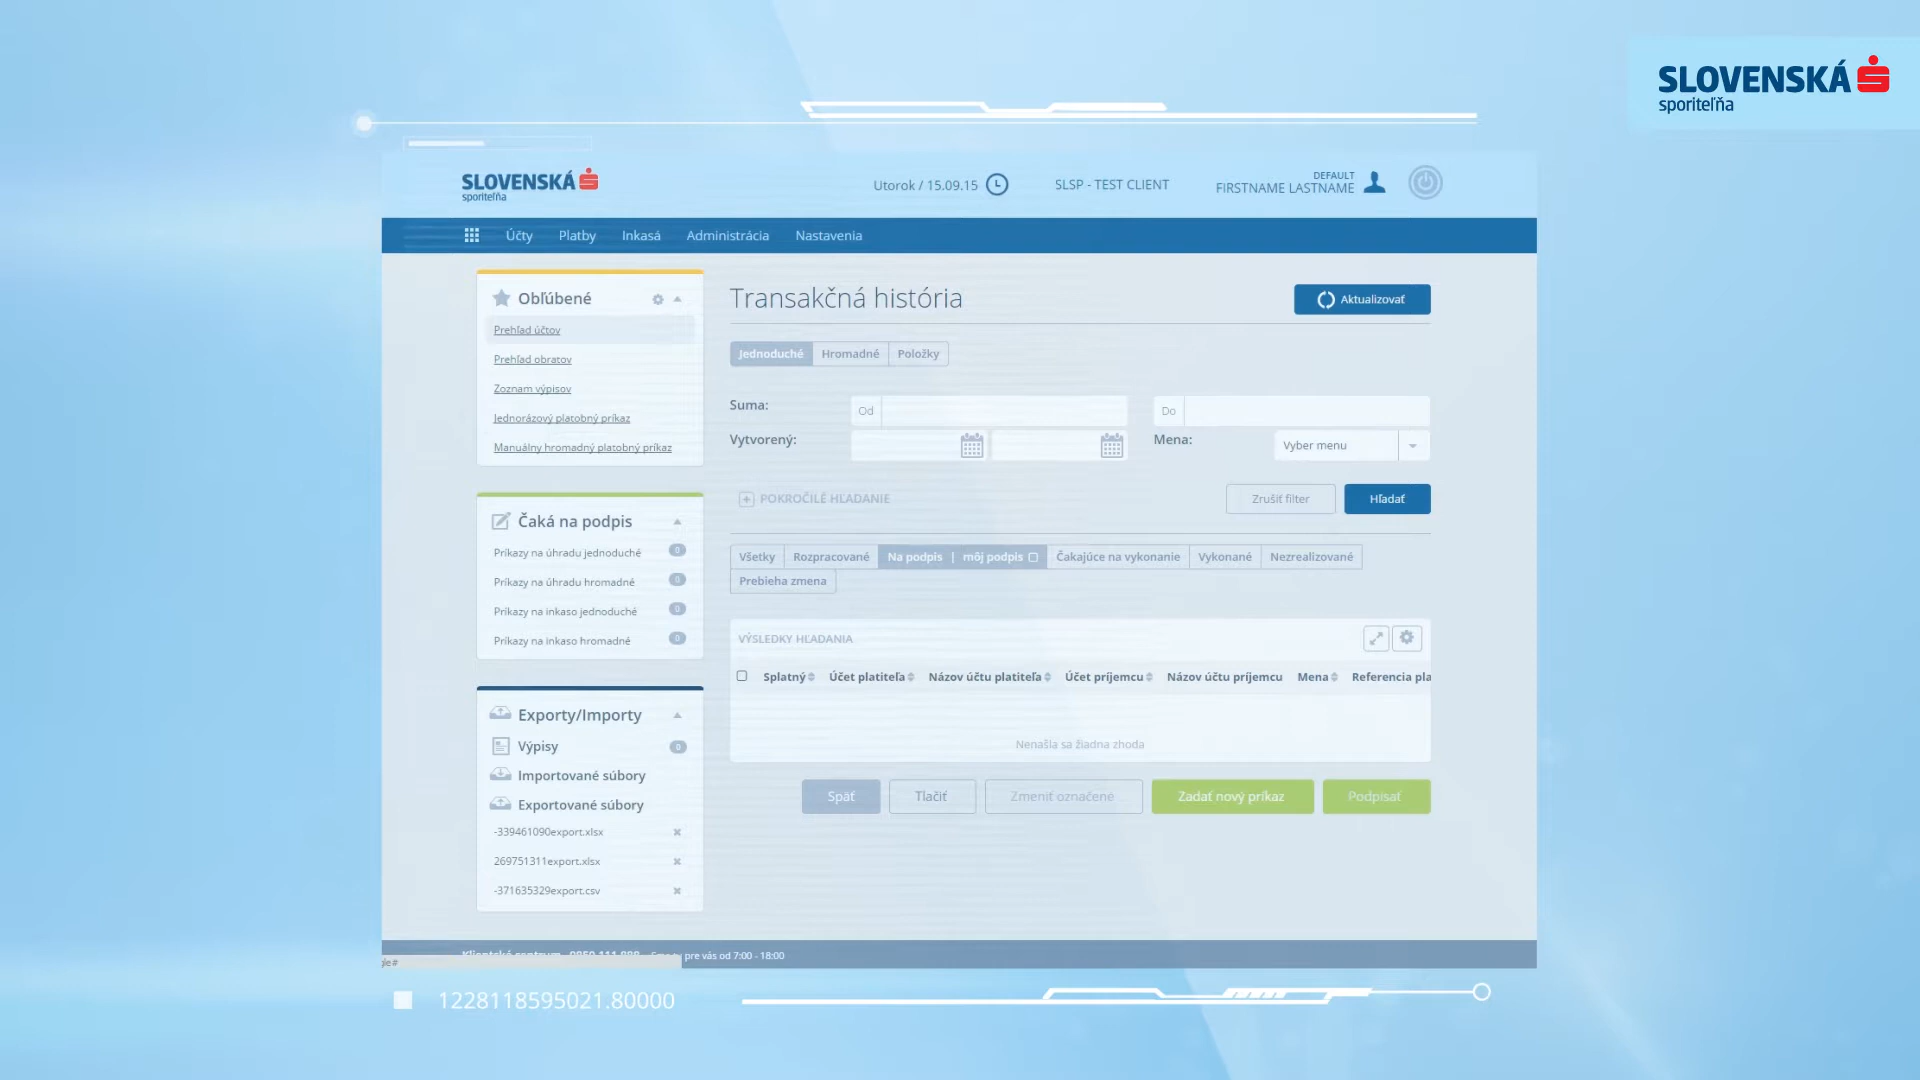 SLOVENSKÁ
sporiteľňa
SLOVENSKÁ
sporiteľňa
Utorok / 15.09.15
SLSP - TEST CLIENT
DEFAULT
FIRSTNAME LASTNAME
Účty Platby Inkasá Administrácia Nastavenia
Obľúbené
Prehľad účtov
Prehľad obratov
Zoznam výpisov
Jednorázový platobný príkaz
Manuálny hromadný platobný príkaz
Čaká na podpis
Príkazy na úhradu jednoduché 0
Príkazy na úhradu hromadné 0
Príkazy na inkaso jednoduché 0
Príkazy na inkaso hromadné 0
Exporty/Importy
Výpisy 0
Importované súbory
Exportované súbory
-339461090export.xlsx
269751311export.xlsx
-371635329export.csv
Transakčná história
Aktualizovať
Jednoduché Hromadné Položky
Suma: Od Do
Vytvorený: Mena: Vyber menu
POKROČILÉ HĽADANIE Zrušiť filter Hľadať
Všetky Rozpracované Na podpis | môj podpis Čakajúce na vykonanie Vykonané Nezrealizované
Prebieha zmena
VÝSLEDKY HĽADANIA
Splatný Účet platiteľa Názov účtu platiteľa Účet príjemcu Názov účtu príjemcu Mena Referencia pla
Nenašla sa žiadna zhoda
Späť Tlačiť Zmeniť označené Zadať nový príkaz Podpísať
pre vás od 7:00 - 18:00
1228118595021.80000